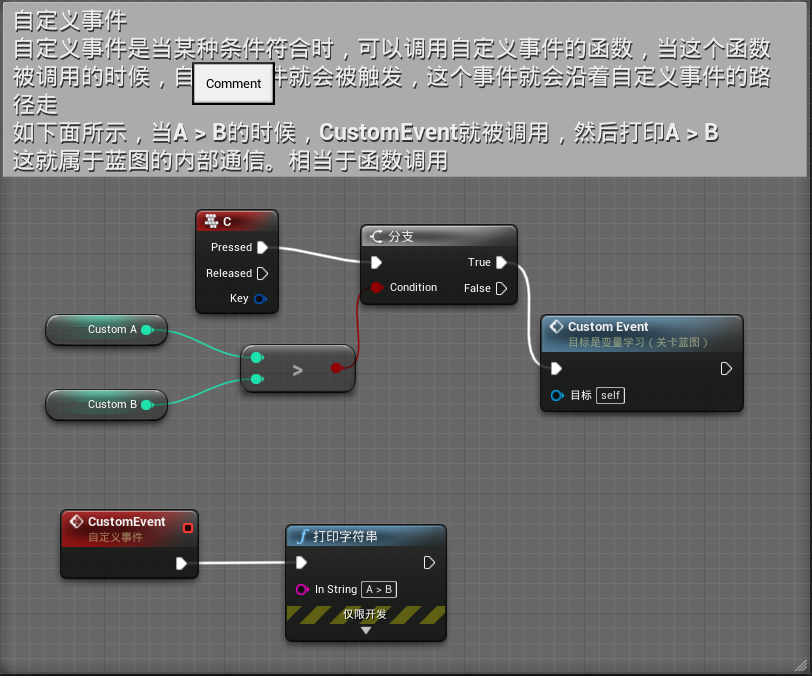 自定义事件
自定义事件是当某种条件符合时，可以调用自定义事件的函数，当这个函数
被调用的时候，自 件就会被触发，这个事件就会沿着自定义事件的路
Comment
径走
如下面所示，当A > B的时候，CustomEvent就被调用，然后打印A > B
这就属于蓝图的内部通信。相当于函数调用
C
Pressed
Released
Key
分支
True
Condition
False
Custom A
>
Custom B
Custom Event
目标是变量学习（关卡蓝图）
目标 self
CustomEvent
自定义事件
打印字符串
In String A > B
仅限开发